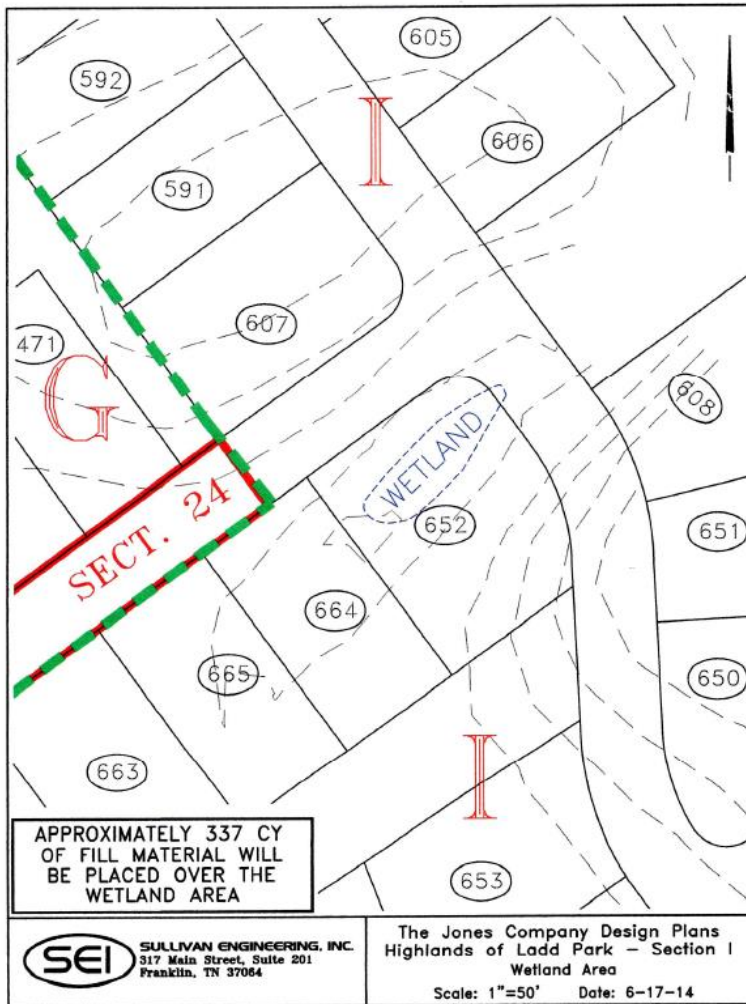 605
592
I
606
591
607
471
G
608
WETLAND
SECT. 24
652
651
664
665
650
663
I
653
APPROXIMATELY 337 CY
OF FILL MATERIAL WILL
BE PLACED OVER THE
WETLAND AREA
SEI
SULLIVAN ENGINEERING, INC.
317 Main Street, Suite 201
Franklin, TN 37064
The Jones Company Design Plans
Highlands of Ladd Park – Section I
Wetland Area
Scale: 1"=50' Date: 6-17-14